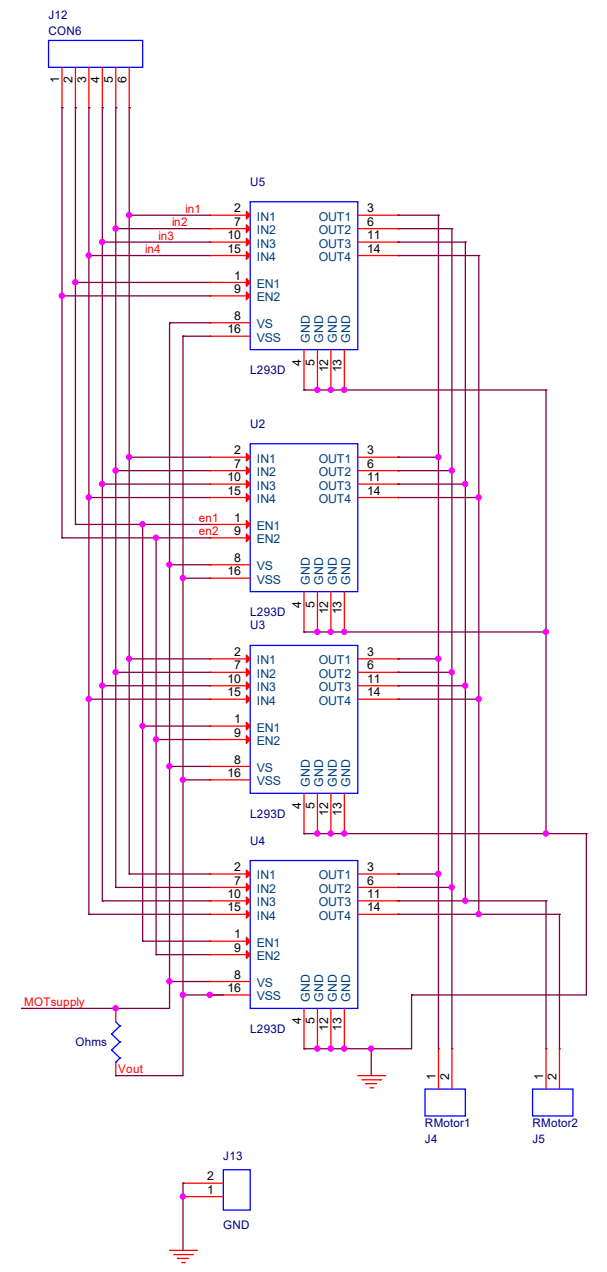 J12
CON6
1 2 3 4 5 6
U5
in1 2 IN1 OUT1 3
in2 7 IN2 OUT2 6
in3 10 IN3 OUT3 11
in4 15 IN4 OUT4 14
1 EN1
9 EN2
8 VS
16 VSS
GND GND GND GND
4 5 12 13
L293D
U2
2 IN1 OUT1 3
7 IN2 OUT2 6
10 IN3 OUT3 11
15 IN4 OUT4 14
en1 1 EN1
en2 9 EN2
8 VS
16 VSS
GND GND GND GND
4 5 12 13
L293D
U3
2 IN1 OUT1 3
7 IN2 OUT2 6
10 IN3 OUT3 11
15 IN4 OUT4 14
1 EN1
9 EN2
8 VS
16 VSS
GND GND GND GND
4 5 12 13
L293D
U4
2 IN1 OUT1 3
7 IN2 OUT2 6
10 IN3 OUT3 11
15 IN4 OUT4 14
1 EN1
9 EN2
8 VS
16 VSS
GND GND GND GND
4 5 12 13
L293D
MOTsupply
Ohms
Vout
1 2
RMotor1
J4
1 2
RMotor2
J5
J13
2
1
GND